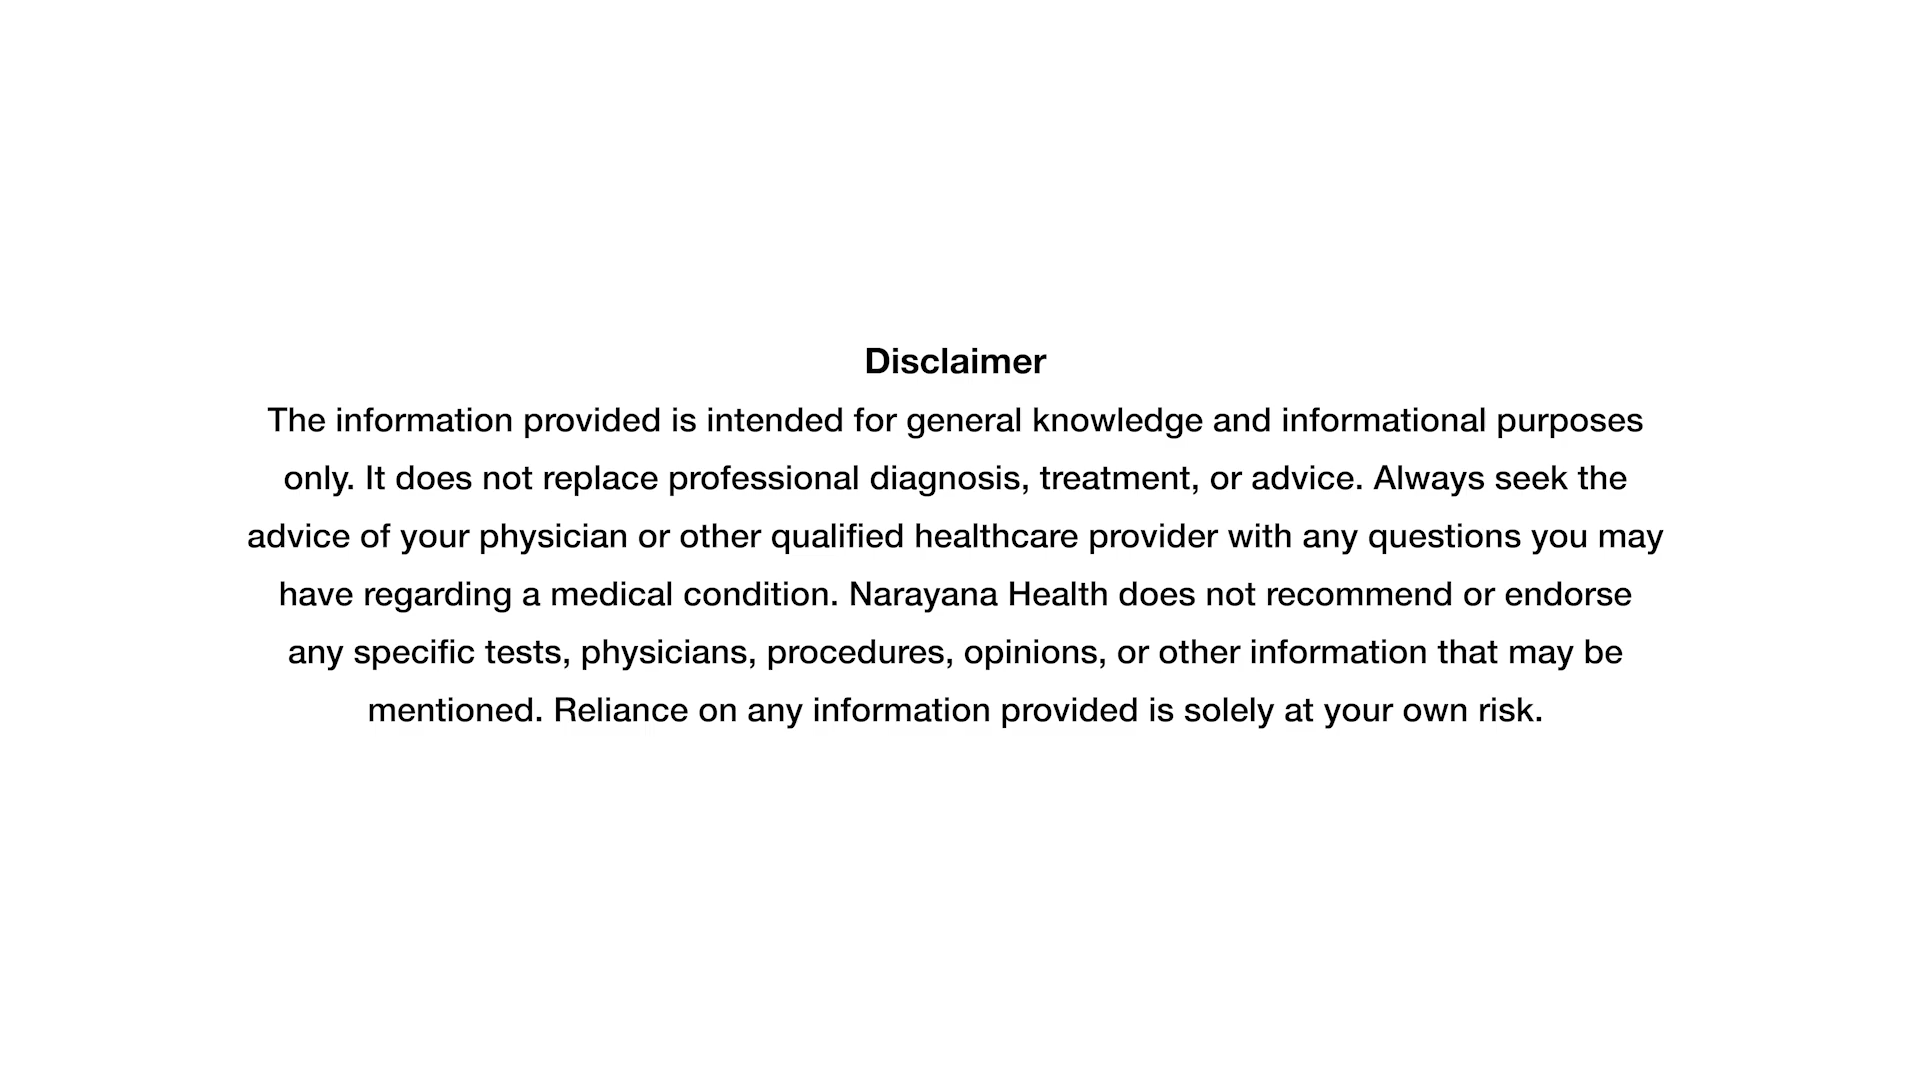 Disclaimer
The information provided is intended for general knowledge and informational purposes
only. It does not replace professional diagnosis, treatment, or advice. Always seek the
advice of your physician or other qualified healthcare provider with any questions you may
have regarding a medical condition. Narayana Health does not recommend or endorse
any specific tests, physicians, procedures, opinions, or other information that may be
mentioned. Reliance on any information provided is solely at your own risk.